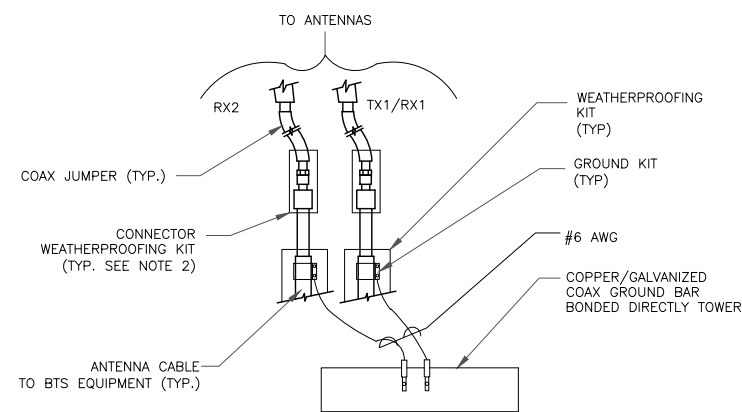 TO ANTENNAS
RX2
TX1/RX1
WEATHERPROOFING
KIT
(TYP)
GROUND KIT
(TYP)
COAX JUMPER (TYP.)
CONNECTOR
WEATHERPROOFING KIT
(TYP. SEE NOTE 2)
#6 AWG
COPPER/GALVANIZED
COAX GROUND BAR
BONDED DIRECTLY TOWER
ANTENNA CABLE
TO BTS EQUIPMENT (TYP.)